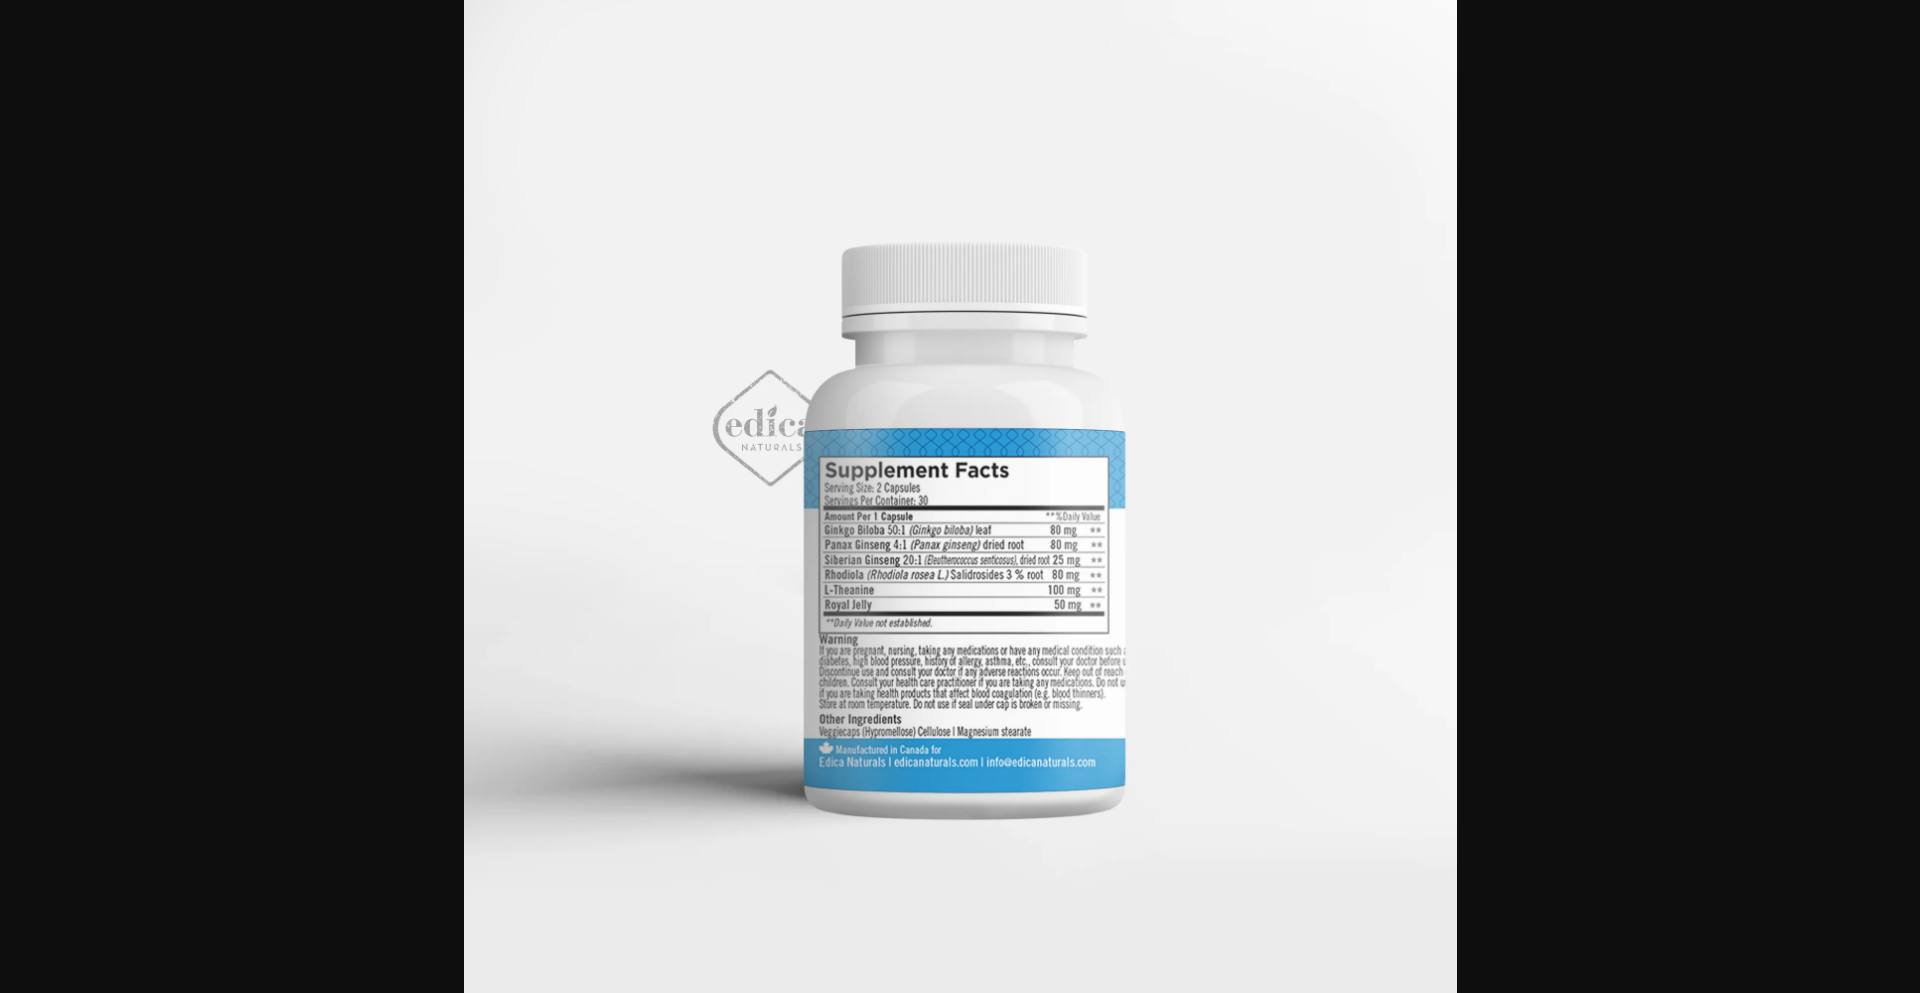 edica
NATURALS
Supplement Facts
Serving Size: 2 Capsules
Servings Per Container: 30
Amount Per 1 Capsule **%Daily Value
Ginkgo Biloba 50:1 (Ginkgo biloba) leaf 80 mg **
Panax Ginseng 4:1 (Panax ginseng) dried root 80 mg **
Siberian Ginseng 20:1 (Eleutherococcus senticosus), dried root 25 mg **
Rhodiola (Rhodiola rosea L.) Salidrosides 3 % root 80 mg **
L-Theanine 100 mg **
Royal Jelly 50 mg **
**Daily Value not established.
Warning
If you are pregnant, nursing, taking any medications or have any medical condition such
diabetes, high blood pressure, history of allergy, asthma, etc., consult your doctor before
Discontinue use and consult your doctor if any adverse reactions occur. Keep out of reach
children. Consult your health care practitioner if you are taking any medications. Do not
if you are taking health products that affect blood coagulation (e.g. blood thinners).
Store at room temperature. Do not use if seal under cap is broken or missing.
Other Ingredients
Veggiecaps (Hypromellose) Cellulose | Magnesium stearate
Manufactured in Canada for
Edica Naturals | edicanaturals.com | info@edicanaturals.com